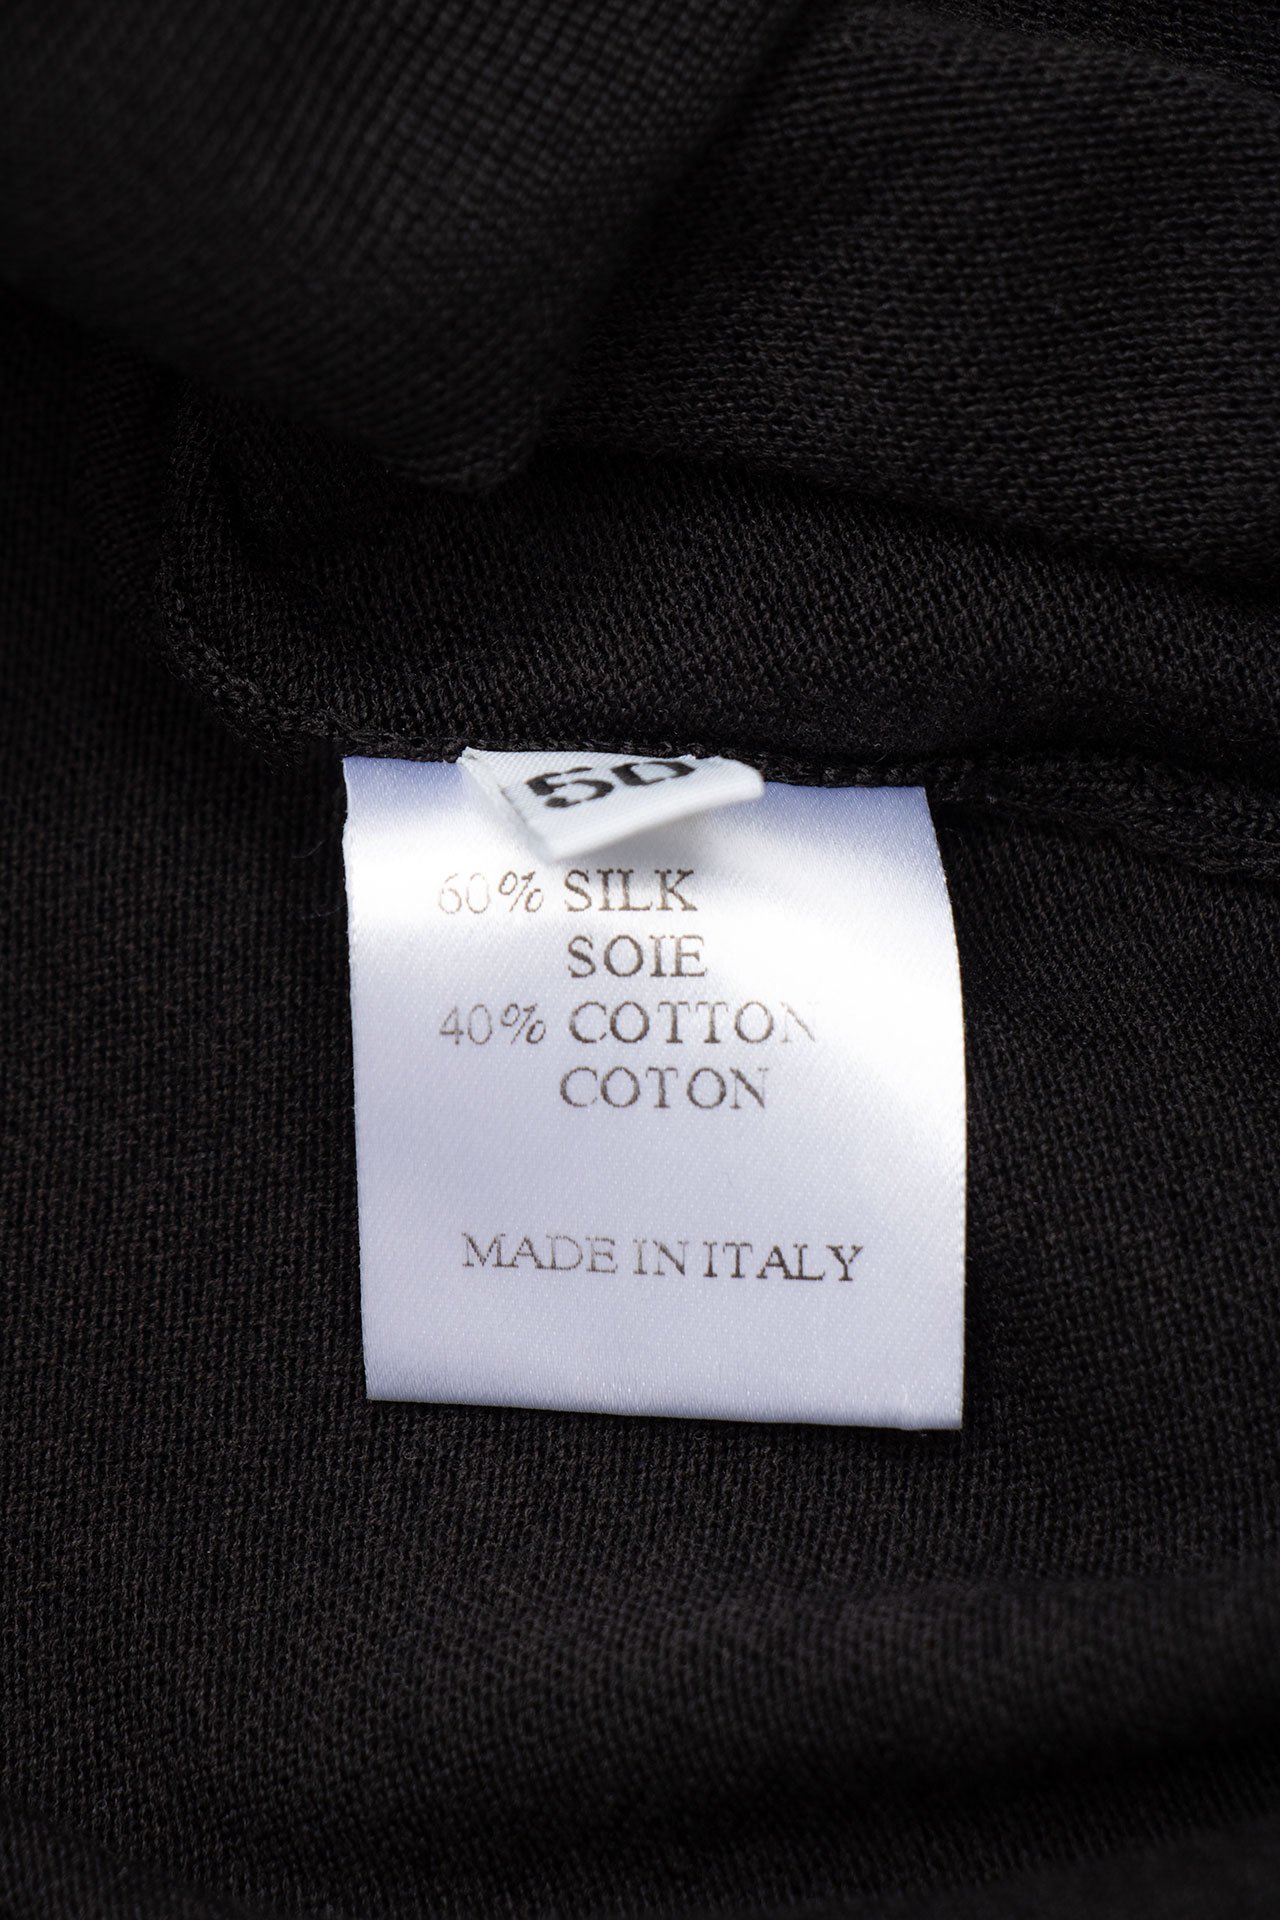 50
60% SILK
SOIE
40% COTTON
COTON
MADE IN ITALY